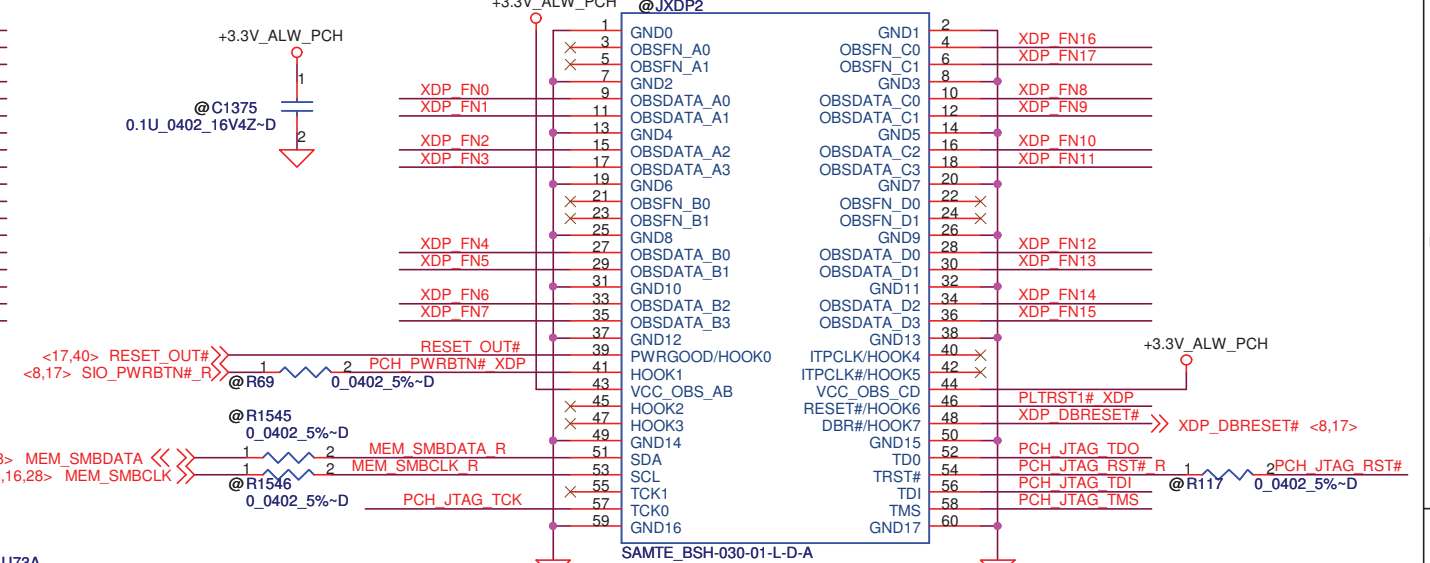 +3.3V_ALW_PCH
@JXDP2
+3.3V_ALW_PCH
1
@C1375
0.1U_0402_16V4Z~D
2
1 GND0 GND1 2
3 OBSFN_A0 OBSFN_C0 4 XDP_FN16
5 OBSFN_A1 OBSFN_C1 6 XDP_FN17
7 GND2 GND3 8
XDP_FN0 9 OBSDATA_A0 OBSDATA_C0 10 XDP_FN8
XDP_FN1 11 OBSDATA_A1 OBSDATA_C1 12 XDP_FN9
13 GND4 GND5 14
XDP_FN2 15 OBSDATA_A2 OBSDATA_C2 16 XDP_FN10
XDP_FN3 17 OBSDATA_A3 OBSDATA_C3 18 XDP_FN11
19 GND6 GND7 20
21 OBSFN_B0 OBSFN_D0 22
23 OBSFN_B1 OBSFN_D1 24
25 GND8 GND9 26
XDP_FN4 27 OBSDATA_B0 OBSDATA_D0 28 XDP_FN12
XDP_FN5 29 OBSDATA_B1 OBSDATA_D1 30 XDP_FN13
31 GND10 GND11 32
XDP_FN6 33 OBSDATA_B2 OBSDATA_D2 34 XDP_FN14
XDP_FN7 35 OBSDATA_B3 OBSDATA_D3 36 XDP_FN15
37 GND12 GND13 38
+3.3V_ALW_PCH
<17,40> RESET_OUT# RESET_OUT# 39 PWRGOOD/HOOK0 ITPCLK/HOOK4 40
<8,17> SIO_PWRBTN#_R 1 2 PCH_PWRBTN#_XDP 41 HOOK1 ITPCLK#/HOOK5 42
@R69 0_0402_5%~D
43 VCC_OBS_AB VCC_OBS_CD 44
45 HOOK2 RESET#/HOOK6 46 PLTRST1#_XDP
47 HOOK3 DBR#/HOOK7 48 XDP_DBRESET# XDP_DBRESET# <8,17>
@R1545
0_0402_5%~D
49 GND14 GND15 50
MEM_SMBDATA 1 2 MEM_SMBDATA_R 51 SDA TD0 52 PCH_JTAG_TDO
,16,28> MEM_SMBCLK 1 2 MEM_SMBCLK_R 53 SCL TRST# 54 PCH_JTAG_RST#_R 1 2 PCH_JTAG_RST#
@R1546
0_0402_5%~D
@R117 0_0402_5%~D
55 TCK1 TDI 56 PCH_JTAG_TDI
PCH_JTAG_TCK 57 TCK0 TMS 58 PCH_JTAG_TMS
59 GND16 GND17 60
SAMTE_BSH-030-01-L-D-A